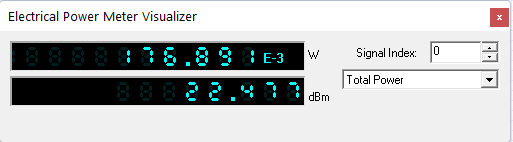 Electrical Power Meter Visualizer
x
176.891 E-3 W
Signal Index: 0
Total Power
22.477 dBm